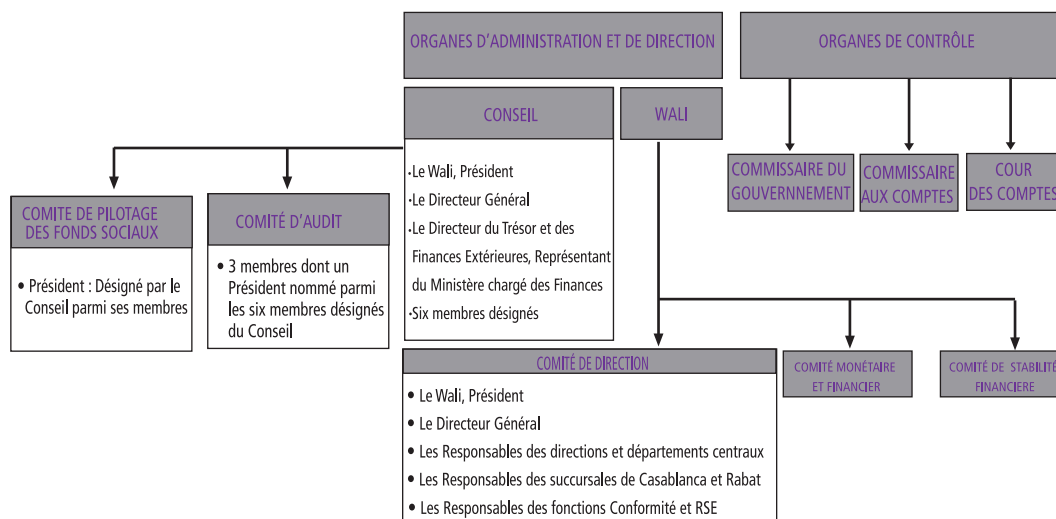 ORGANES D'ADMINISTRATION ET DE DIRECTION
ORGANES DE CONTRÔLE
CONSEIL
·Le Wali, Président
·Le Directeur Général
·Le Directeur du Trésor et des
Finances Extérieures, Représentant
du Ministère chargé des Finances
·Six membres désignés
WALI
COMMISSAIRE DU
GOUVERNNEMENT
COMMISSAIRE
AUX COMPTES
COUR
DES COMPTES
COMITE DE PILOTAGE
DES FONDS SOCIAUX
• Président : Désigné par le
Conseil parmi ses membres
COMITÉ D'AUDIT
• 3 membres dont un
Président nommé parmi
les six membres désignés
du Conseil
COMITÉ DE DIRECTION
• Le Wali, Président
• Le Directeur Général
• Les Responsables des directions et départements centraux
• Les Responsables des succursales de Casablanca et Rabat
• Les Responsables des fonctions Conformité et RSE
COMITÉ MONÉTAIRE
ET FINANCIER
COMITÉ DE STABILITÉ
FINANCIERE